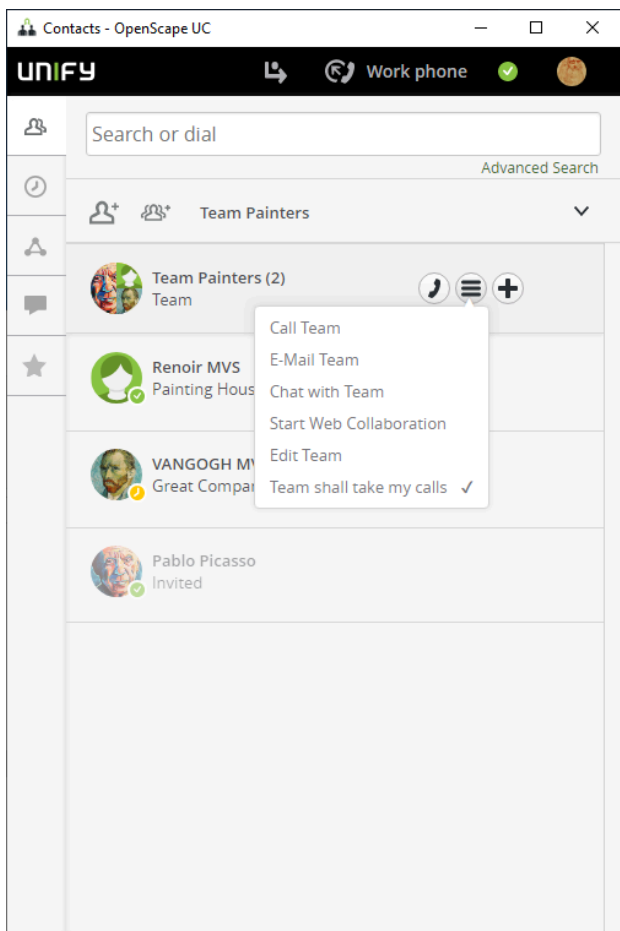 Contacts - OpenScape UC
UNIFY
Work phone
Search or dial
Advanced Search
Team Painters
Team Painters (2)
Team
Call Team
E-Mail Team
Renoir MVS
Painting Hous
Chat with Team
Start Web Collaboration
Edit Team
VANGOGH MV
Great Compar
Team shall take my calls
Pablo Picasso
Invited